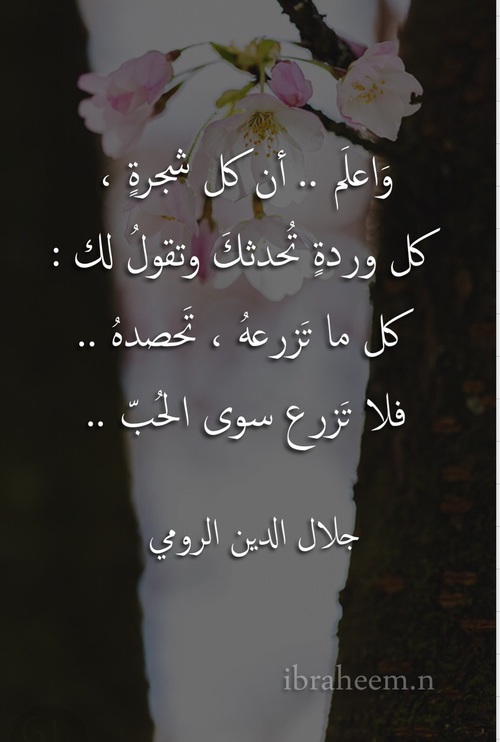 وَاعلَم .. أن كل شجرةٍ ،
كل وردةٍ تُحدثكَ وتقولُ لك :
كل ما تَزرعهُ ، تَحصدهُ ..
فلا تَزرع سوى الحُبّ ..
جلال الدين الرومي
ibraheem.n